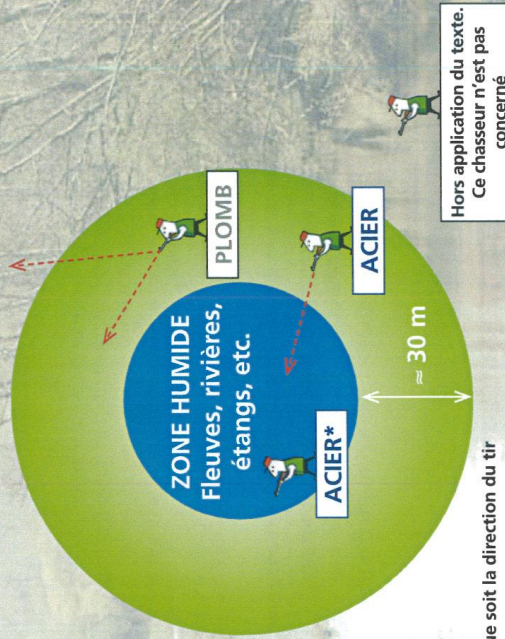 ZONE HUMIDE
Fleuves, rivières,
étangs, etc.
PLOMB
ACIER
ACIER*
≈ 30 m
Hors application du texte.
Ce chasseur n'est pas
concerné
soit la direction du tir